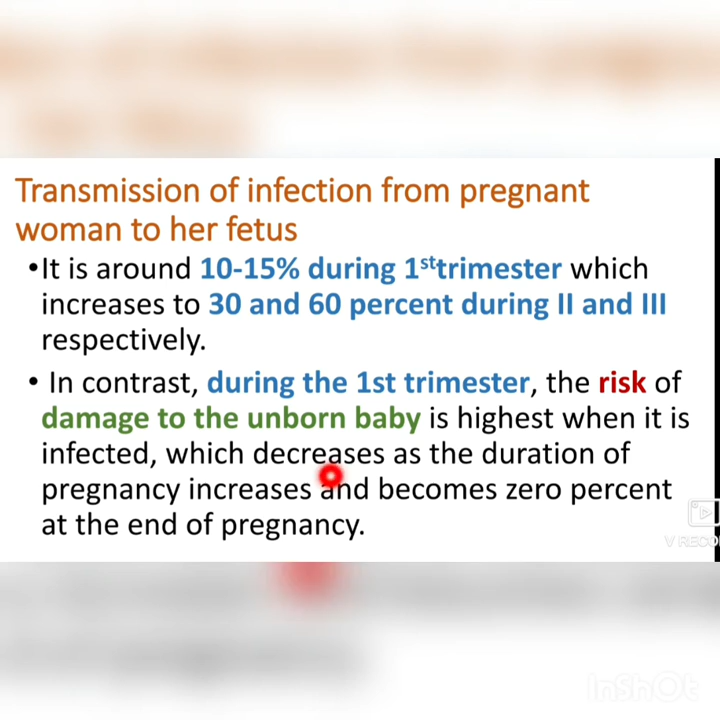 Transmission of infection from pregnant
woman to her fetus
•It is around 10-15% during 1sttrimester which
increases to 30 and 60 percent during II and III
respectively.
• In contrast, during the 1st trimester, the risk of
damage to the unborn baby is highest when it is
infected, which decreases as the duration of
pregnancy increases and becomes zero percent
at the end of pregnancy.
V RECO
InShOt